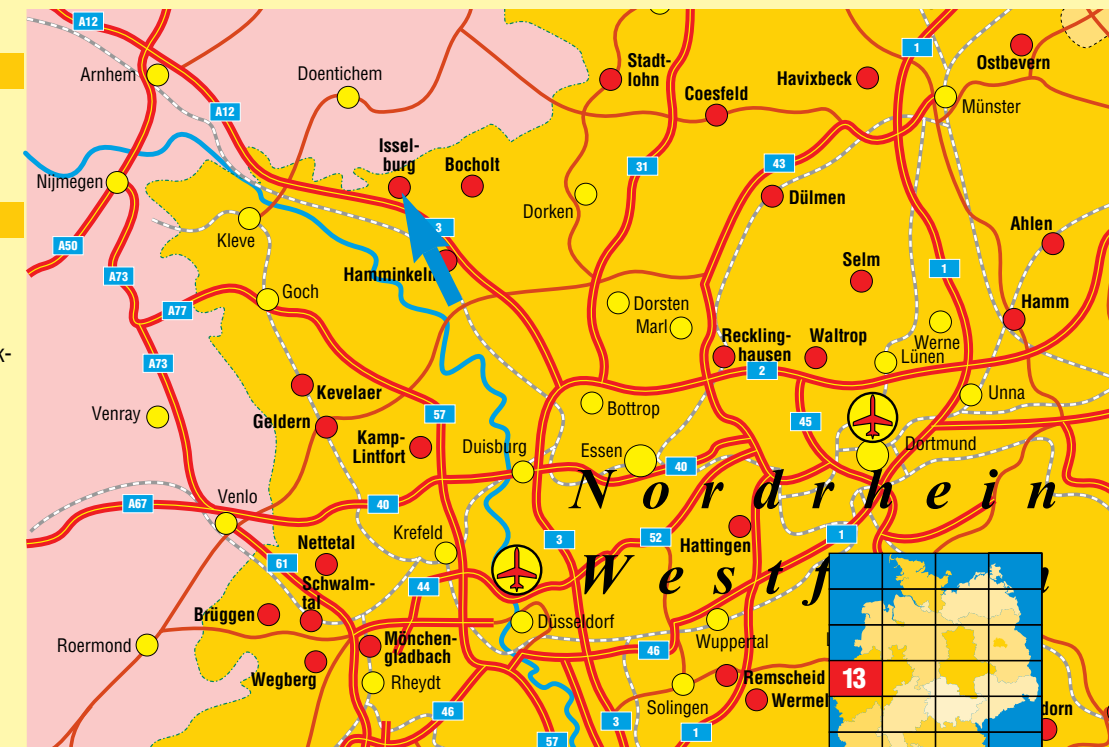 A12
Arnhem
Doentichem
Stadt-
lohn
Coesfeld
Havixbeck
1
Ostbevern
Münster
A12
Issel-
burg
Bocholt
31
43
Nijmegen
Dorken
Dülmen
Kleve
3
A50
A73
Hamminkeln
Selm
1
Ahlen
Goch
A77
Dorsten
Marl
Hamm
Werne
k-
A73
Reckling-
hausen
Waltrop
Lünen
2
Kevelaer
Venray
Geldern
57
Bottrop
45
Unna
Kamp-
Lintfort
Duisburg
Essen
40
Dortmund
Nordrhein
A67
Venlo
40
Krefeld
3
52
Hattingen
1
Nettetal
61
Schwalm-
tal
44
Westf
n
Brüggen
Düsseldorf
Wuppertal
Roermond
Mönchen-
gladbach
46
Wegberg
Rheydt
Remscheid
13
Solingen
Wermel
dorn
46
57
3
1